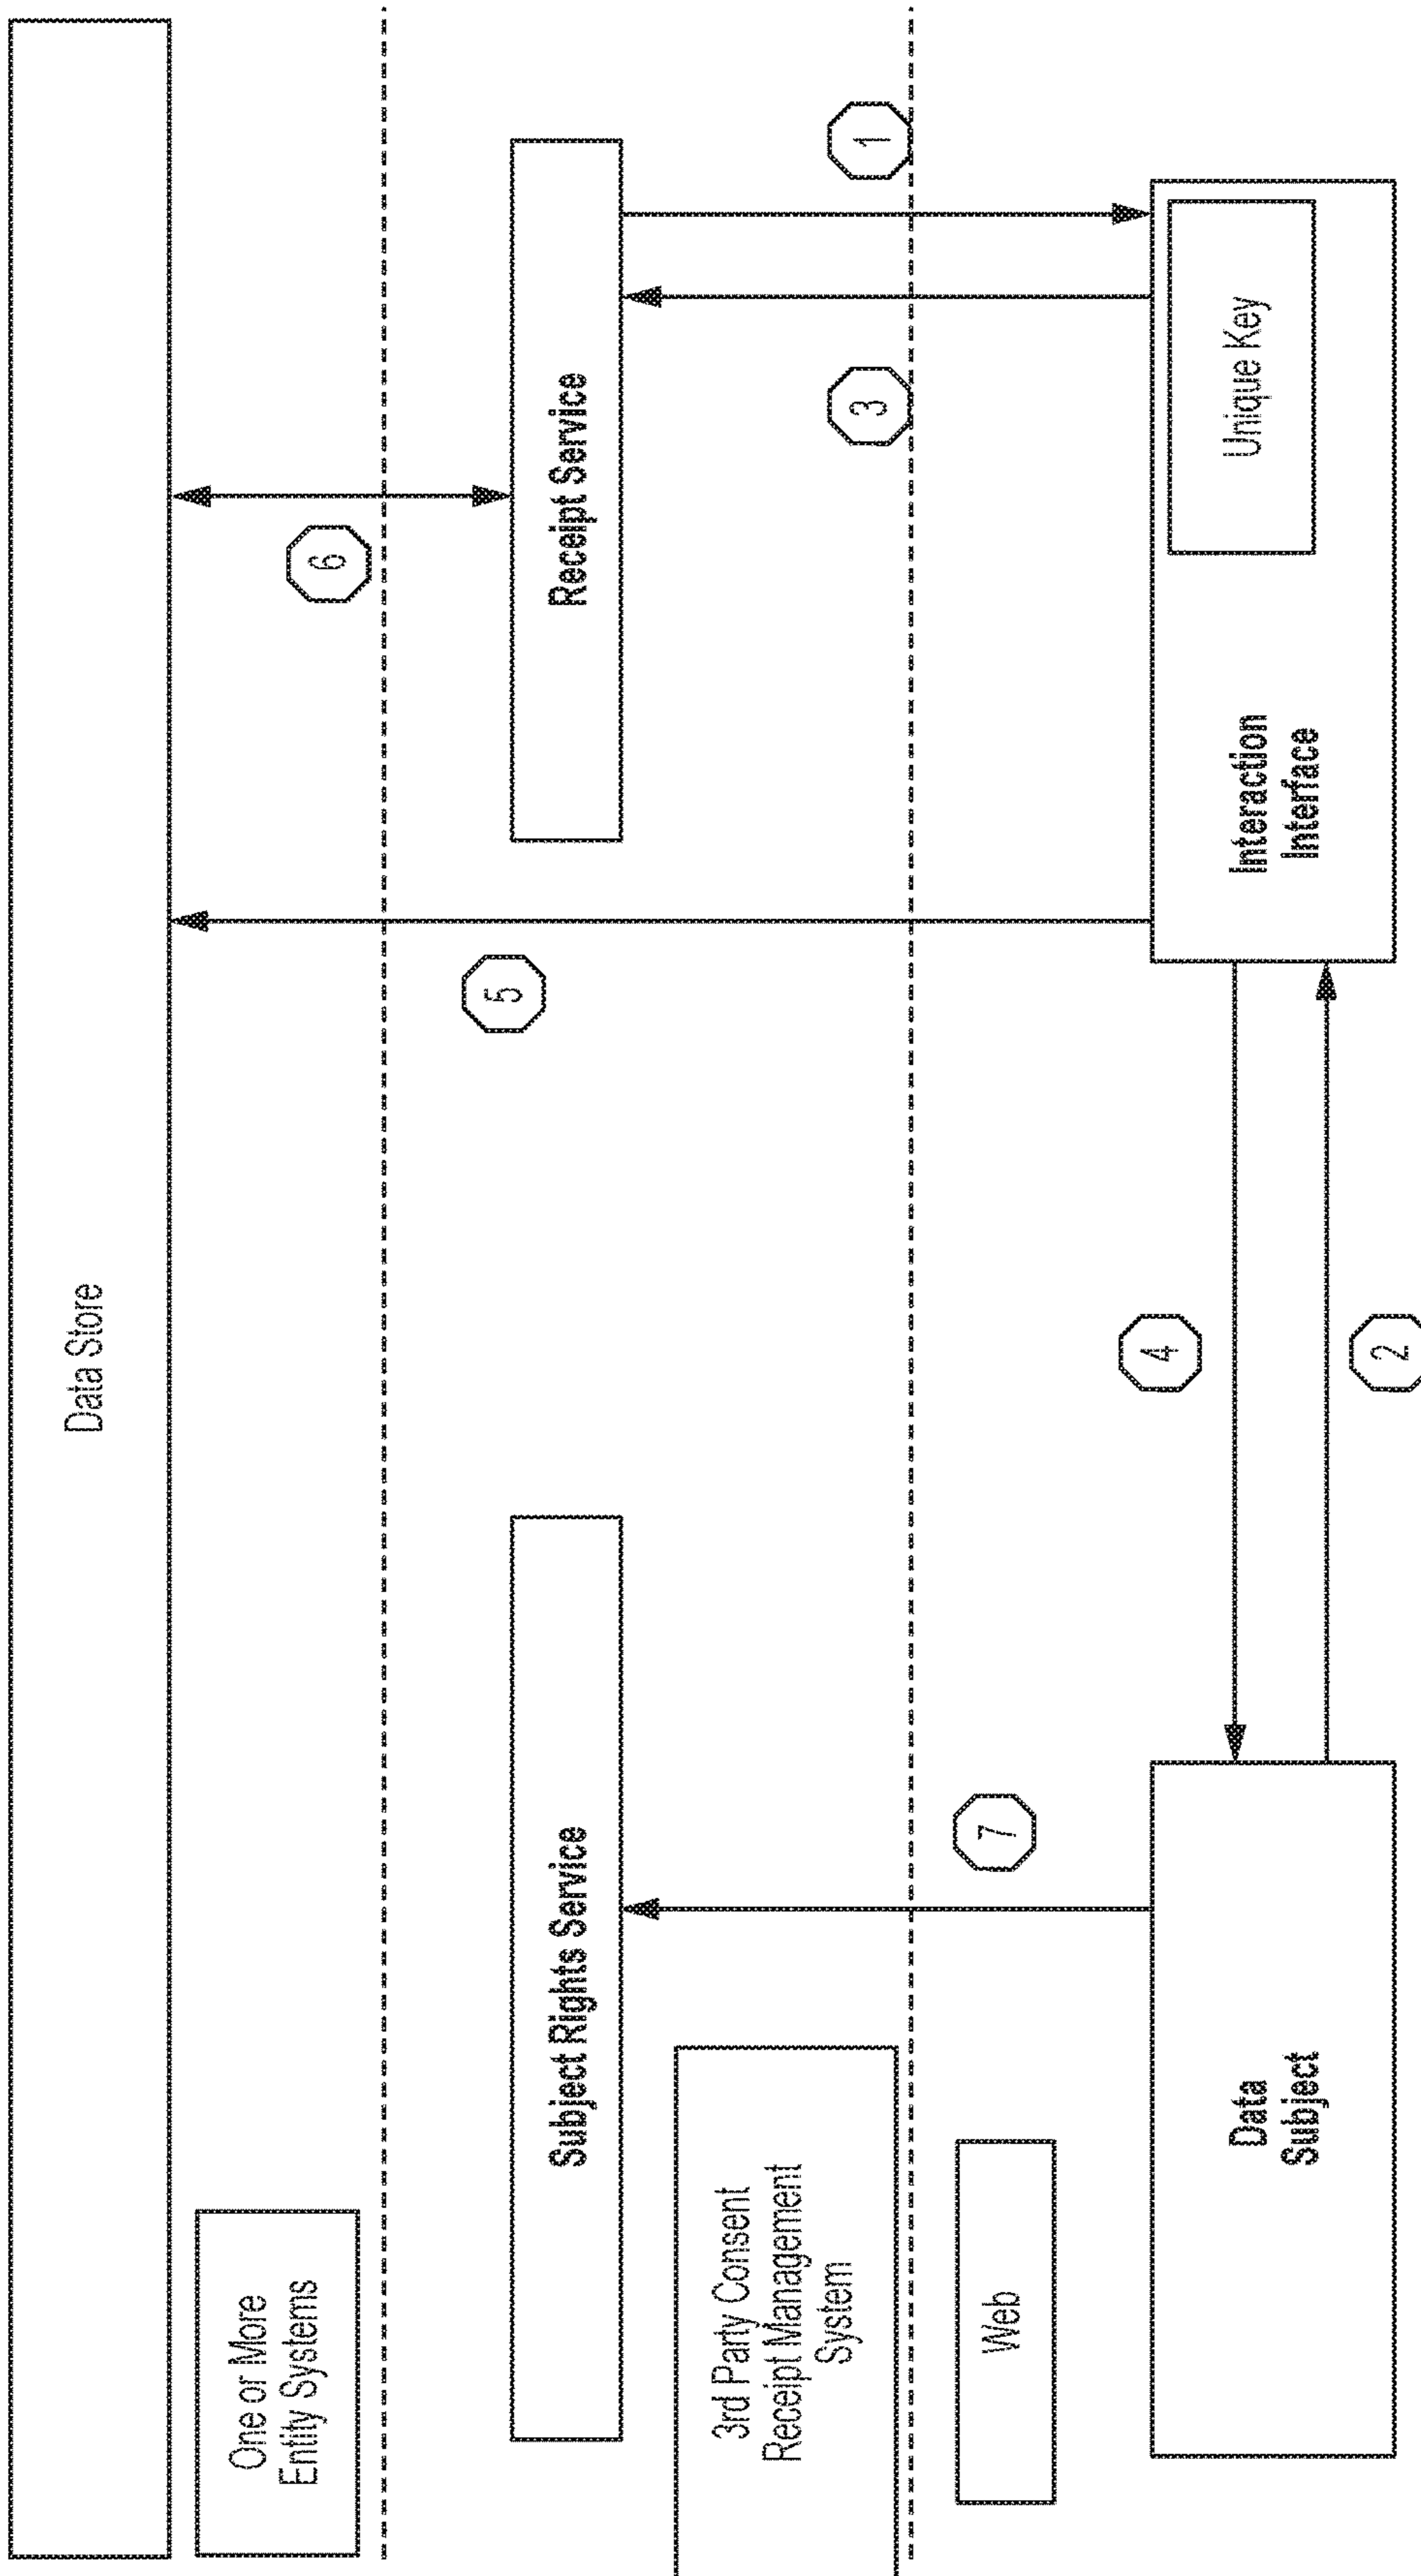 Data Store
One or More
Entity Systems
6
5
Subject Rights Service
Receipt Service
3rd Party Consent
Receipt Management
System
3
1
Web
7
4
Data
Subject
Interaction
Interface
Unique Key
2